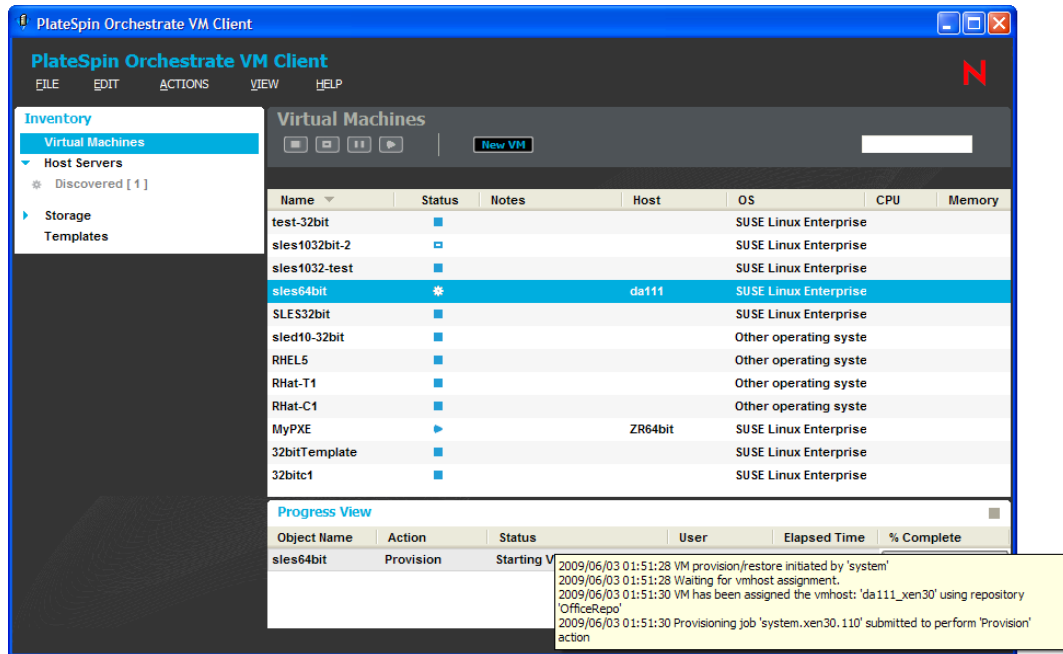 PlateSpin Orchestrate VM Client
PlateSpin Orchestrate VM Client
FILE EDIT ACTIONS VIEW HELP
N
Inventory
Virtual Machines
Host Servers
Discovered [ 1 ]
Storage
Templates
Virtual Machines
New VM
Name Status Notes Host OS CPU Memory
test-32bit SUSE Linux Enterprise
sles1032bit-2 SUSE Linux Enterprise
sles1032-test SUSE Linux Enterprise
sles64bit da111 SUSE Linux Enterprise
SLES32bit SUSE Linux Enterprise
sled10-32bit Other operating syste
RHEL5 Other operating syste
RHat-T1 Other operating syste
RHat-C1 Other operating syste
MyPXE ZR64bit SUSE Linux Enterprise
32bitTemplate SUSE Linux Enterprise
32bitc1 SUSE Linux Enterprise
Progress View
Object Name Action Status User Elapsed Time % Complete
sles64bit Provision Starting V
2009/06/03 01:51:28 VM provision/restore initiated by 'system'
2009/06/03 01:51:28 Waiting for vmhost assignment.
2009/06/03 01:51:30 VM has been assigned the vmhost: 'da111_xen30' using repository
'OfficeRepo'
2009/06/03 01:51:30 Provisioning job 'system.xen30.110' submitted to perform 'Provision'
action